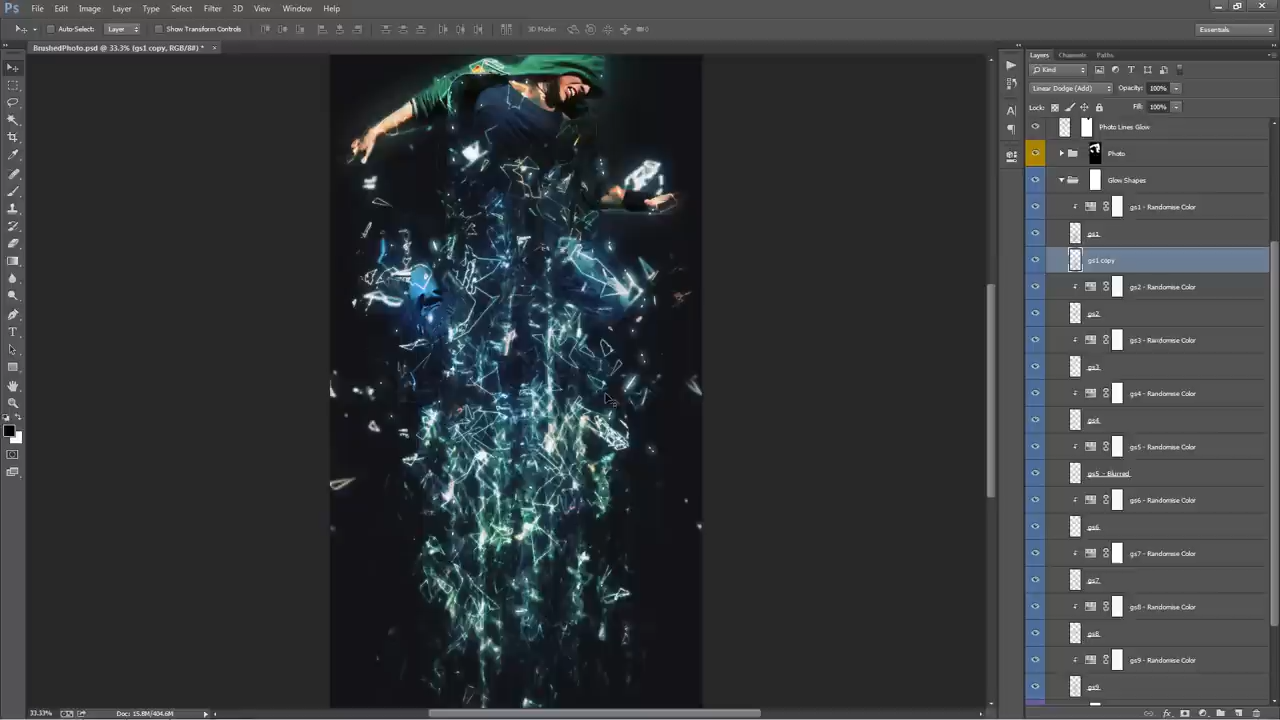 Ps File Edit Image Layer Type Select Filter 3D View Window Help
Auto-Select: Layer Show Transform Controls 3D Mode: Essentials
BrushedPhoto.psd @ 33.3% (gs1 copy, RGB/8#) * ×
Layers Channels Paths
Kind
Linear Dodge (Add) Opacity: 100%
Lock: Fill: 100%
Photo Lines Glow
Photo
Glow Shapes
gs1 - Randomise Color
gs1
gs1 copy
gs2 - Randomise Color
gs2
gs3 - Randomise Color
gs3
gs4 - Randomise Color
gs4
gs5 - Randomise Color
gs5 - Blurred
gs6 - Randomise Color
gs6
gs7 - Randomise Color
gs7
gs8 - Randomise Color
gs8
gs9 - Randomise Color
gs9
33.33% Doc: 15.8M/404.6M